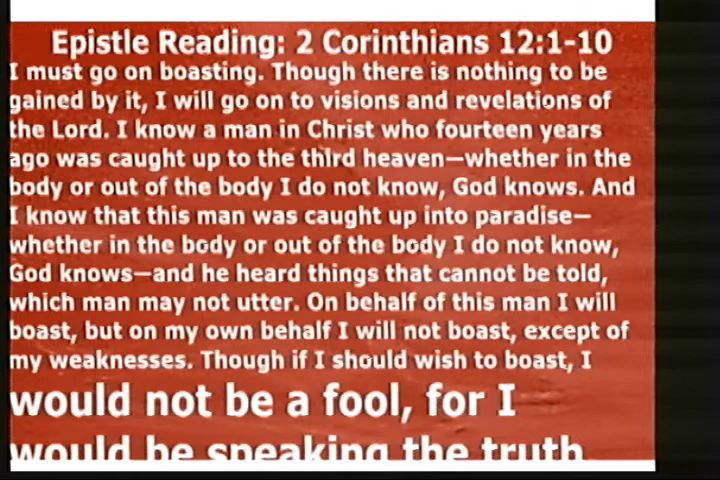 Epistle Reading: 2 Corinthians 12:1-10
I must go on boasting. Though there is nothing to be
gained by it, I will go on to visions and revelations of
the Lord. I know a man in Christ who fourteen years
ago was caught up to the third heaven—whether in the
body or out of the body I do not know, God knows. And
I know that this man was caught up into paradise—
whether in the body or out of the body I do not know,
God knows—and he heard things that cannot be told,
which man may not utter. On behalf of this man I will
boast, but on my own behalf I will not boast, except of
my weaknesses. Though if I should wish to boast, I
would not be a fool, for I
would be speaking the truth